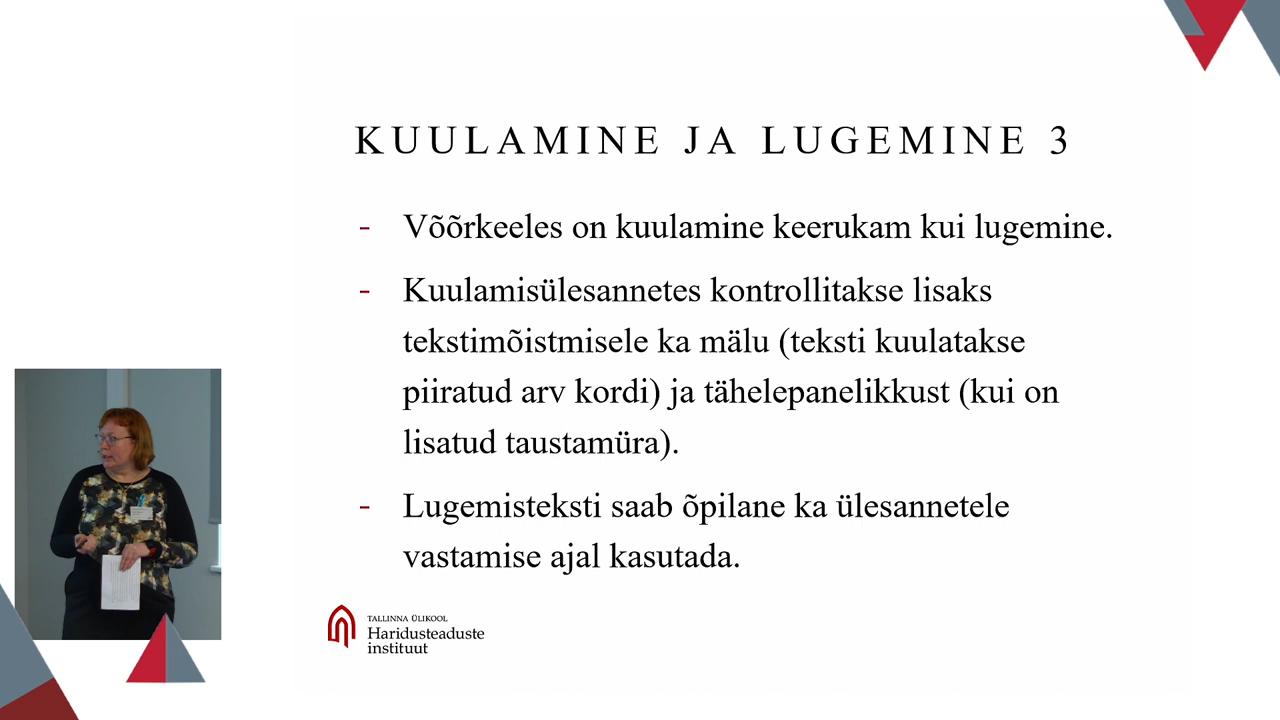 KUULAMINE JA LUGEMINE 3
- Võõrkeeles on kuulamine keerukam kui lugemine.
- Kuulamisülesannetes kontrollitakse lisaks
tekstimõistmisele ka mälu (teksti kuulatakse
piiratud arv kordi) ja tähelepanelikkust (kui on
lisatud taustamüra).
- Lugemisteksti saab õpilane ka ülesannetele
vastamise ajal kasutada.
TALLINNA ÜLIKOOL
Haridusteaduste
instituut